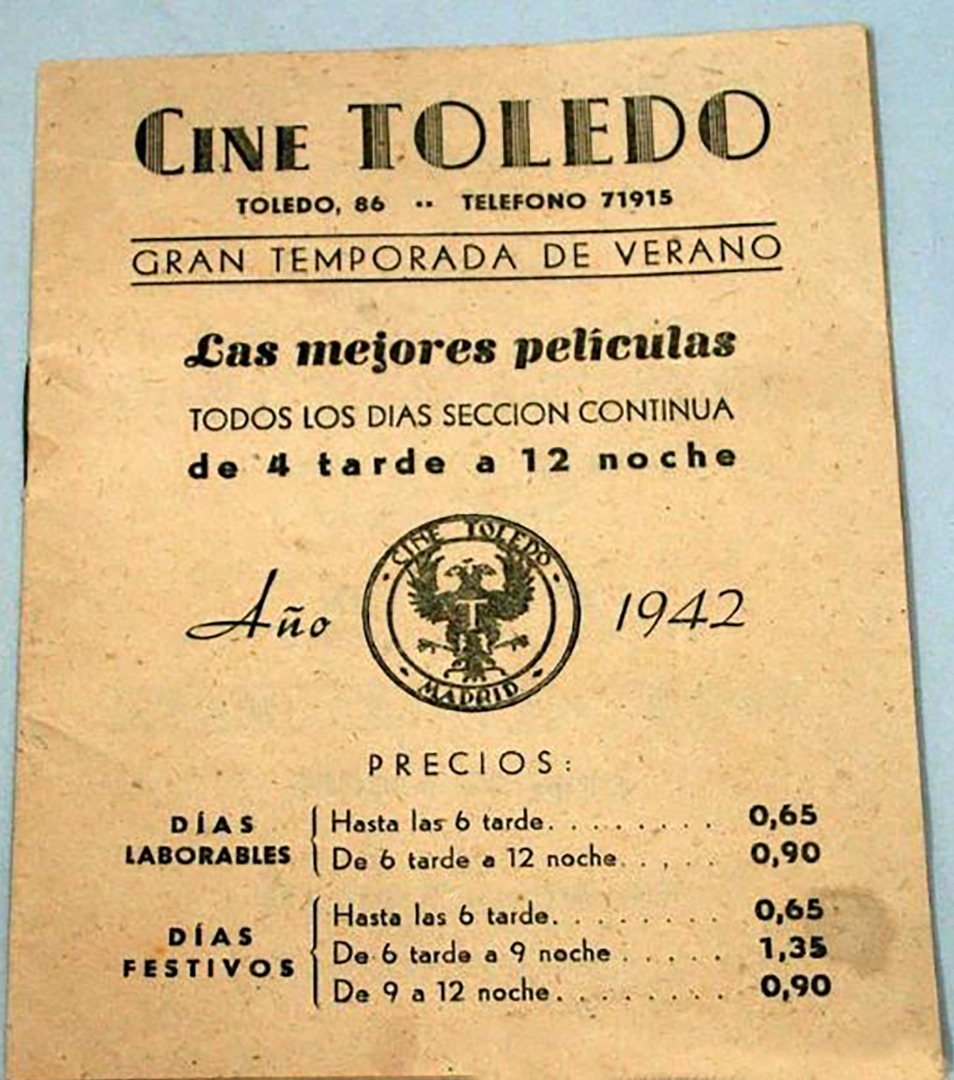 CINE TOLEDO
TOLEDO, 86 -- TELEFONO 71915
GRAN TEMPORADA DE VERANO
Las mejores películas
TODOS LOS DIAS SECCION CONTINUA
de 4 tarde a 12 noche
Año 1942
· CINE TOLEDO ·
T
- MADRID -
PRECIOS:
DÍAS LABORABLES
Hasta las 6 tarde. . . . . . . . 0,65
De 6 tarde a 12 noche. . . . . 0,90
DÍAS FESTIVOS
Hasta las 6 tarde. . . . . . . . 0,65
De 6 tarde a 9 noche . . . . . 1,35
De 9 a 12 noche. . . . . . . . 0,90